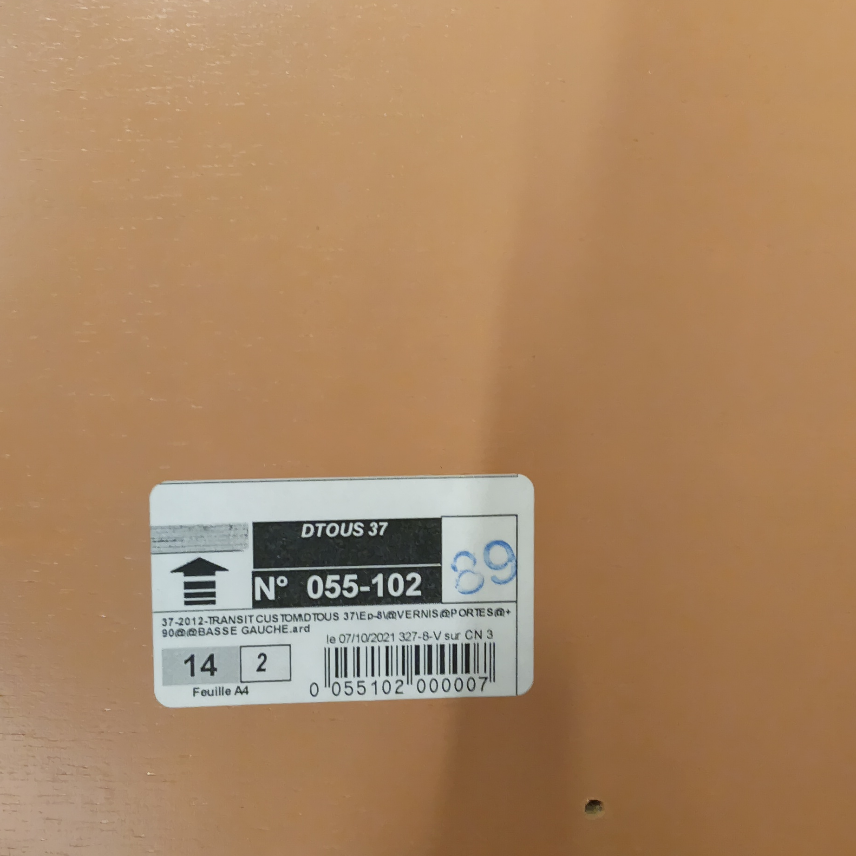 DTOUS 37
89
N° 055-102
37-2012-TRANSIT CUSTOM\DTOUS 37\Ep-8\@VERNIS@PORTES@+
90@@BASSE GAUCHE.ard
le 07/10/2021 327-8-V sur CN 3
14 2
Feuille A4
0 055102 000007